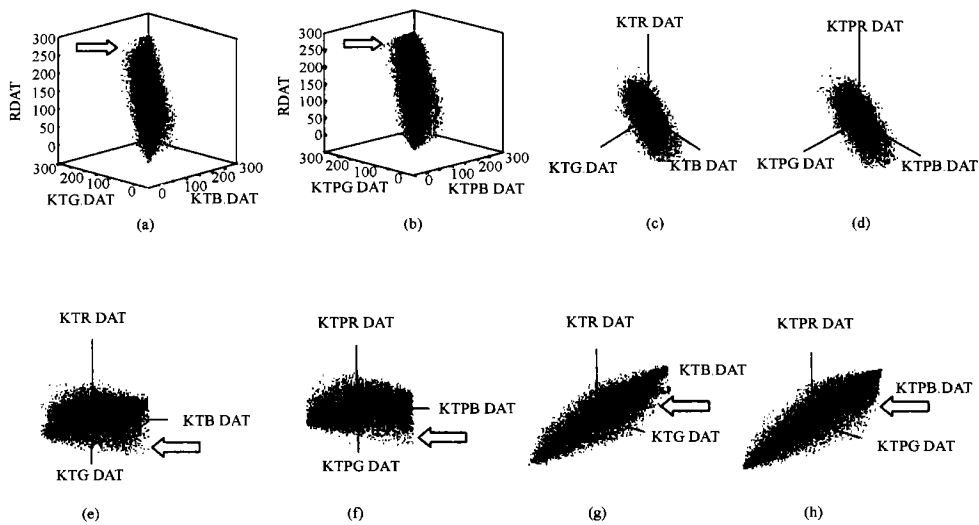 300
250
200
150
100
50
0
RDAT
300
200
100
0
0
100
200
300
KTG.DAT
KTB.DAT
(a)
300
250
200
150
100
50
0
RDAT
300
200
100
0
0
100
200
300
KTPG DAT
KTPB DAT
(b)
KTR DAT
KTG.DAT
KTB DAT
(c)
KTPR DAT
KTPG DAT
KTPB.DAT
(d)
KTR DAT
KTB DAT
KTG DAT
(e)
KTPR DAT
KTPB DAT
KTPG DAT
(f)
KTR DAT
KTB.DAT
KTG DAT
(g)
KTPR DAT
KTPB.DAT
KTPG DAT
(h)